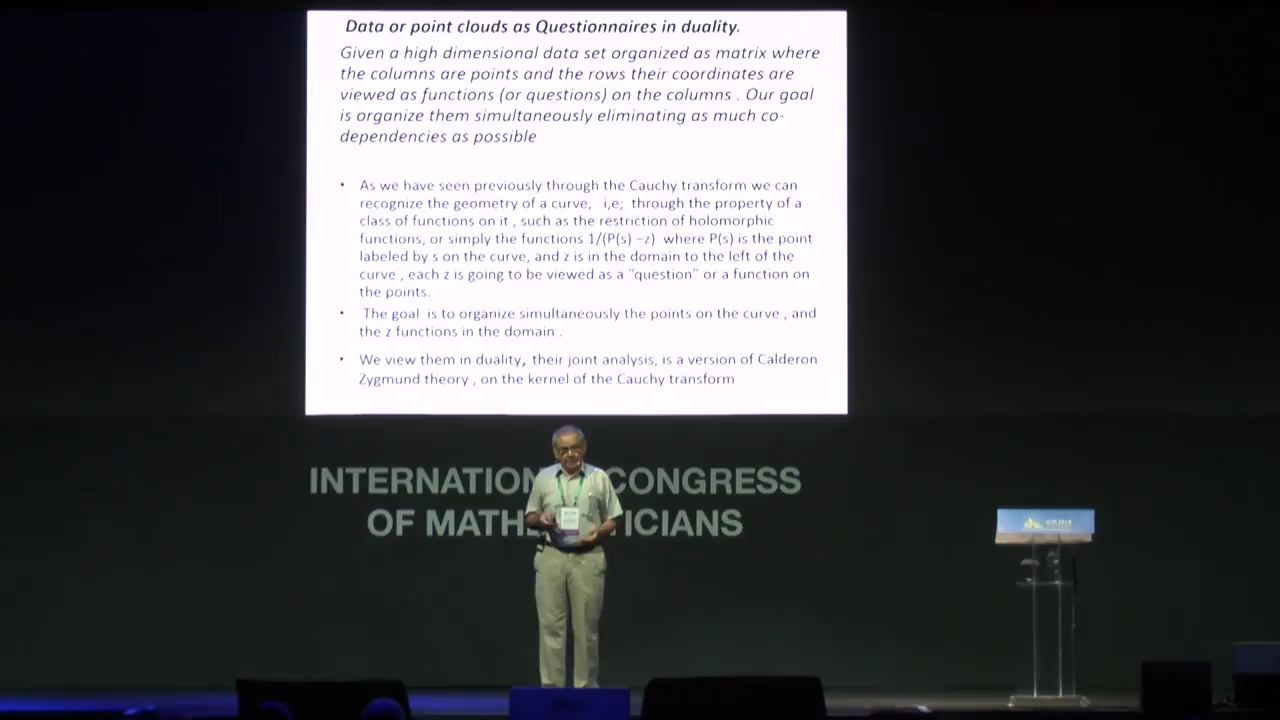 Data or point clouds as Questionnaires in duality.
Given a high dimensional data set organized as matrix where
the columns are points and the rows their coordinates are
viewed as functions (or questions) on the columns . Our goal
is organize them simultaneously eliminating as much co-
dependencies as possible
• As we have seen previously through the Cauchy transform we can
recognize the geometry of a curve, i,e; through the property of a
class of functions on it , such as the restriction of holomorphic
functions, or simply the functions 1/(P(s) –z) where P(s) is the point
labeled by s on the curve, and z is in the domain to the left of the
curve , each z is going to be viewed as a “question” or a function on
the points.
• The goal is to organize simultaneously the points on the curve , and
the z functions in the domain .
• We view them in duality, their joint analysis, is a version of Calderon
Zygmund theory , on the kernel of the Cauchy transform
INTERNATION CONGRESS
OF MATH ICIANS